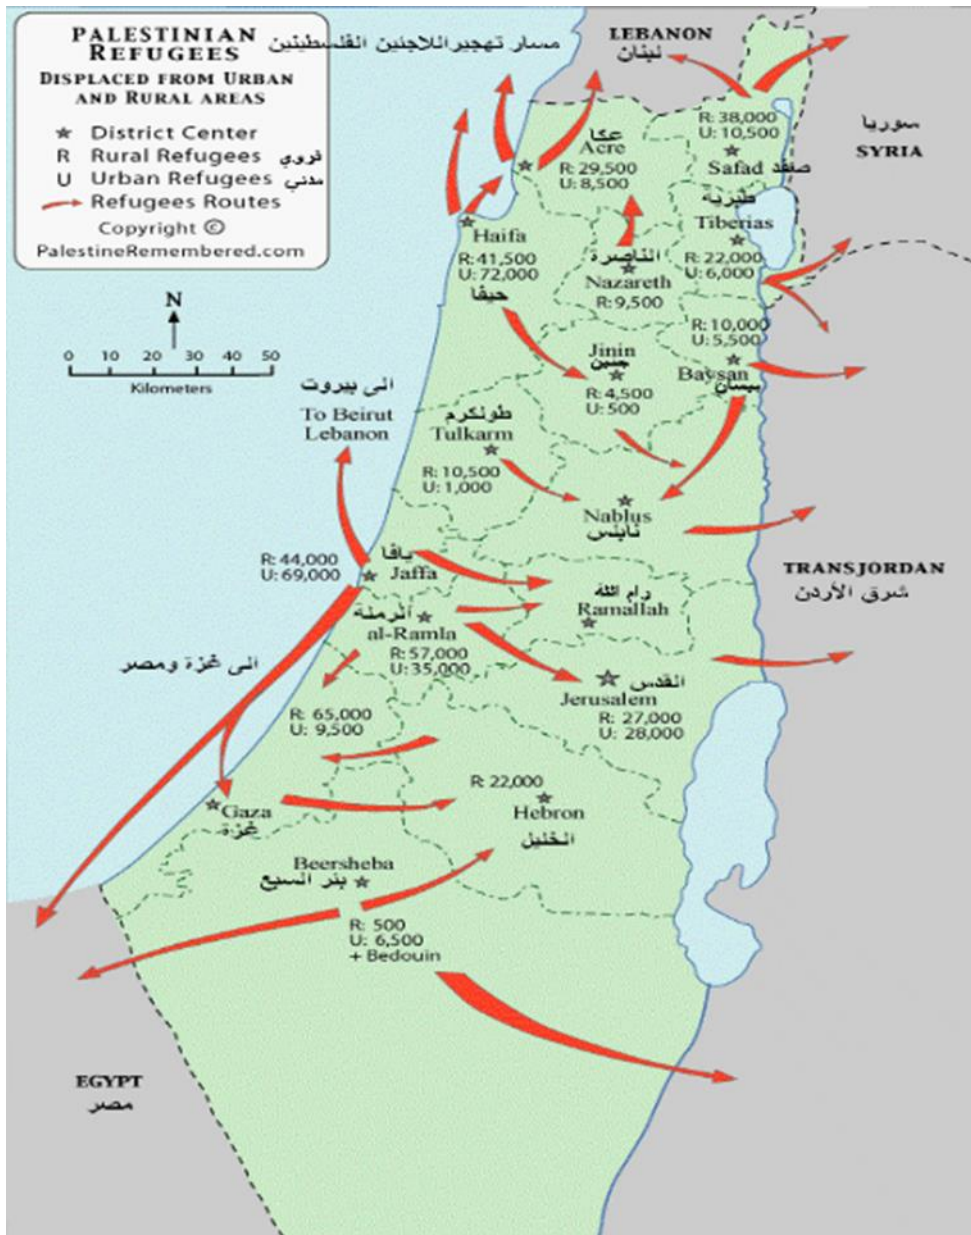 PALESTINIAN
REFUGEES
DISPLACED FROM URBAN
AND RURAL AREAS
District Center
R Rural Refugees قروي
U Urban Refugees مدني
Refugees Routes
Copyright ©
PalestineRemembered.com
مسار تهجيراللاجئين الفلسطينين
LEBANON
لبنان
سوريا
SYRIA
R: 38,000
U: 10,500
Safad صفد
عكا
Acre
R: 29,500
U: 8,500
طبريه
Tiberias
R: 22,000
U: 6,000
Haifa
R: 41,500
U: 72,000
حيفا
الناصرة
Nazareth
R: 9,500
N
0 10 20 30 40 50
Kilometers
R: 10,000
U: 5,500
Baysan
بيسان
Jinin
جنين
R: 4,500
U: 500
الى بيروت
To Beirut
Lebanon
طولكرم
Tulkarm
R: 10,500
U: 1,000
Nablus
نابلس
R: 44,000
U: 69,000
يافا
Jaffa
TRANSJORDAN
شرق الأردن
رام الله
Ramallah
الرملة
al-Ramla
R: 57,000
U: 35,000
الى غزة ومصر
القدس
Jerusalem
R: 27,000
U: 28,000
R: 65,000
U: 9,500
Gaza
غزة
R: 22,000
Hebron
الخليل
Beersheba
بئر السبع
R: 500
U: 6,500
+ Bedouin
EGYPT
مصر